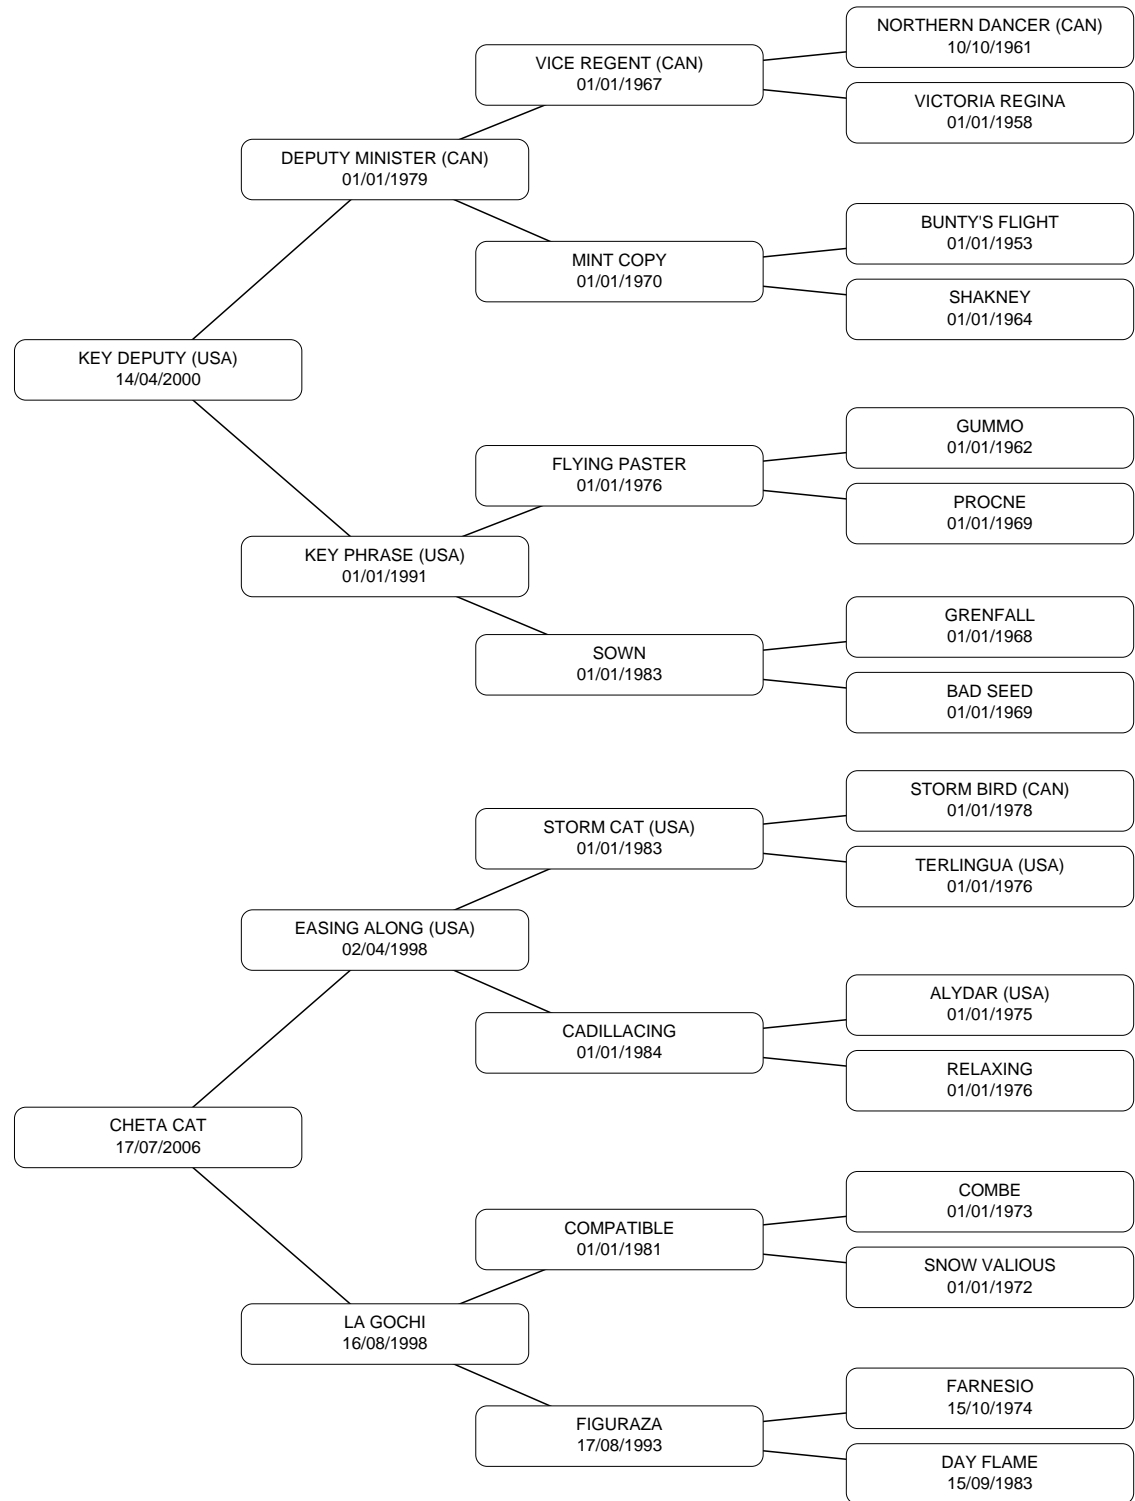 NORTHERN DANCER (CAN)
10/10/1961
VICE REGENT (CAN)
01/01/1967
VICTORIA REGINA
01/01/1958
DEPUTY MINISTER (CAN)
01/01/1979
BUNTY'S FLIGHT
01/01/1953
MINT COPY
01/01/1970
SHAKNEY
01/01/1964
KEY DEPUTY (USA)
14/04/2000
GUMMO
01/01/1962
FLYING PASTER
01/01/1976
PROCNE
01/01/1969
KEY PHRASE (USA)
01/01/1991
GRENFALL
01/01/1968
SOWN
01/01/1983
BAD SEED
01/01/1969
STORM BIRD (CAN)
01/01/1978
STORM CAT (USA)
01/01/1983
TERLINGUA (USA)
01/01/1976
EASING ALONG (USA)
02/04/1998
ALYDAR (USA)
01/01/1975
CADILLACING
01/01/1984
RELAXING
01/01/1976
CHETA CAT
17/07/2006
COMBE
01/01/1973
COMPATIBLE
01/01/1981
SNOW VALIOUS
01/01/1972
LA GOCHI
16/08/1998
FARNESIO
15/10/1974
FIGURAZA
17/08/1993
DAY FLAME
15/09/1983